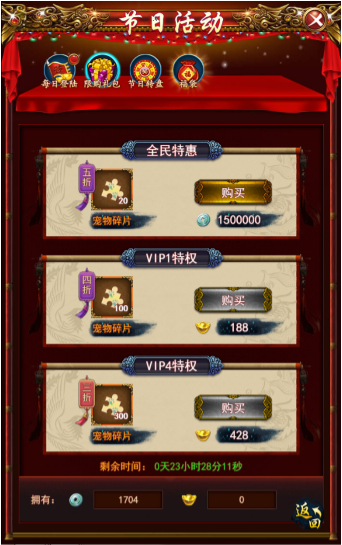 节日活动
每日登陆 限购礼包 节日转盘 福袋
全民特惠
五折
20
购买
宠物碎片
1500000
VIP1特权
四折
100
购买
宠物碎片
188
VIP4特权
三折
300
购买
宠物碎片
428
剩余时间： 0天23小时28分11秒
拥有： 1704 0
返回